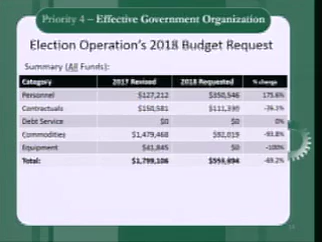 Priority 4 – Effective Government Organization
Election Operation's 2018 Budget Request
Summary (All Funds):
Category 2017 Revised 2018 Requested % change
Personnel $127,212 $350,546 175.6%
Contractuals $150,581 $111,330 -26.1%
Debt Service $0 $0 0%
Commodities $1,479,468 $92,019 -93.8%
Equipment $41,845 $0 -100%
Total: $1,799,106 $553,894 -69.2%